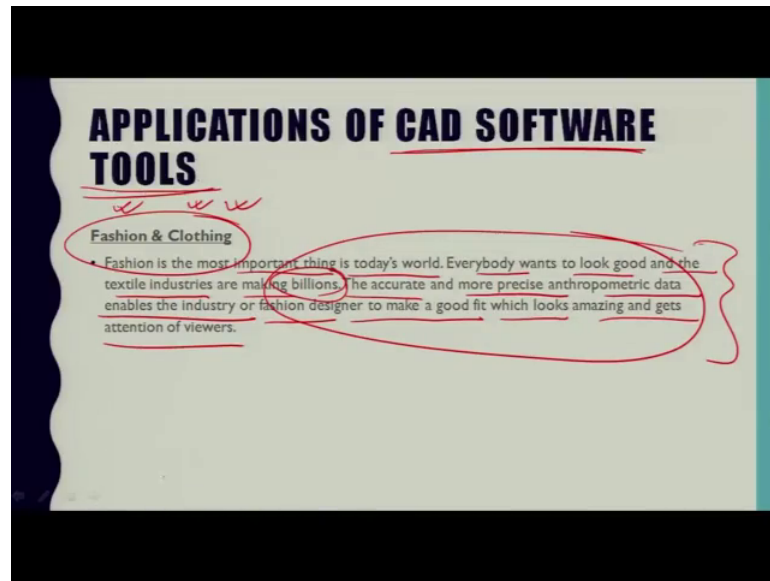 APPLICATIONS OF CAD SOFTWARE
TOOLS
Fashion & Clothing
• Fashion is the most important thing is today's world. Everybody wants to look good and the
textile industries are making billions. The accurate and more precise anthropometric data
enables the industry or fashion designer to make a good fit which looks amazing and gets
attention of viewers.